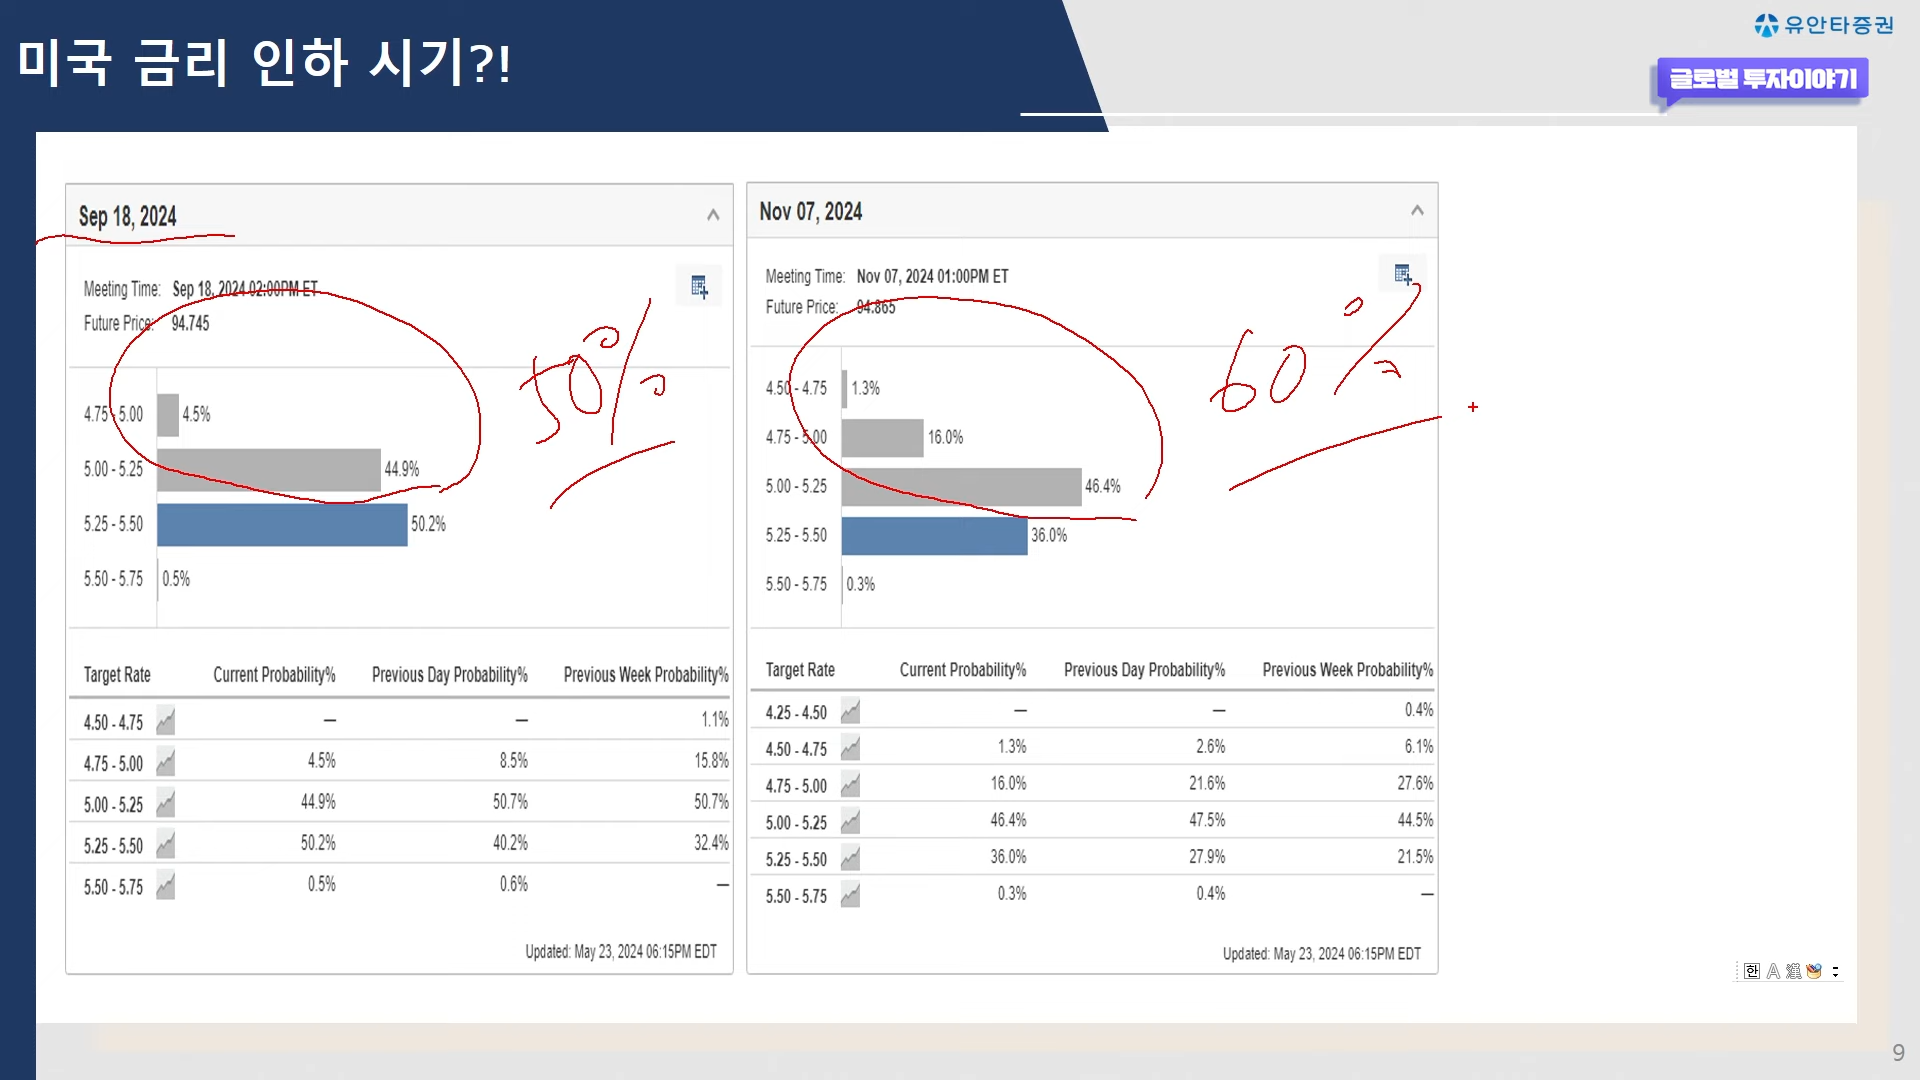 미국 금리 인하 시기?!
유안타증권
글로벌 투자이야기
Sep 18, 2024
Meeting Time: Sep 18, 2024 02:00PM ET
Future Price: 94.745
50%
4.75 - 5.00 4.5%
5.00 - 5.25 44.9%
5.25 - 5.50 50.2%
5.50 - 5.75 0.5%
Target Rate Current Probability% Previous Day Probability% Previous Week Probability%
4.50 - 4.75 — — 1.1%
4.75 - 5.00 4.5% 8.5% 15.8%
5.00 - 5.25 44.9% 50.7% 50.7%
5.25 - 5.50 50.2% 40.2% 32.4%
5.50 - 5.75 0.5% 0.6% —
Updated: May 23, 2024 06:15PM EDT
Nov 07, 2024
Meeting Time: Nov 07, 2024 01:00PM ET
Future Price: 94.865
60%
4.50 - 4.75 1.3%
4.75 - 5.00 16.0%
5.00 - 5.25 46.4%
5.25 - 5.50 36.0%
5.50 - 5.75 0.3%
Target Rate Current Probability% Previous Day Probability% Previous Week Probability%
4.25 - 4.50 — — 0.4%
4.50 - 4.75 1.3% 2.6% 6.1%
4.75 - 5.00 16.0% 21.6% 27.6%
5.00 - 5.25 46.4% 47.5% 44.5%
5.25 - 5.50 36.0% 27.9% 21.5%
5.50 - 5.75 0.3% 0.4% —
Updated: May 23, 2024 06:15PM EDT
한 A 漢
9